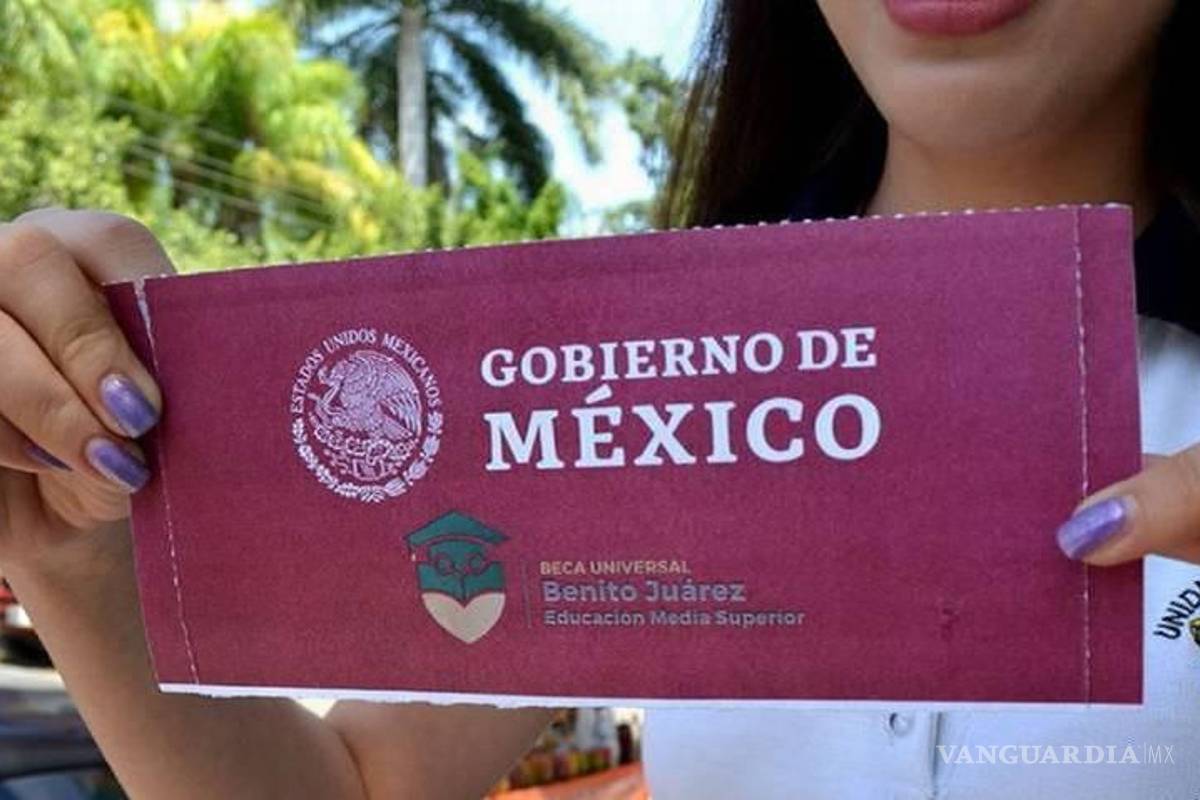 ESTADOS UNIDOS MEXICANOS
GOBIERNO DE
MÉXICO
BECA UNIVERSAL
Benito Juárez
Educación Media Superior
VANGUARDIA|MX